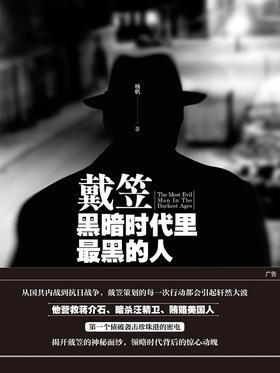 杨帆
著
戴笠
The Most Evil
Man In The
Darkest Ages
黑暗时代里
最黑的人
广告
从国共内战到抗日战争,戴笠策划的每一次行动都会引起轩然大波
他营救蒋介石、暗杀汪精卫、贿赂美国人
第一个侦破袭击珍珠港的密电
揭开戴笠的神秘面纱,领略时代背后的惊心动魄